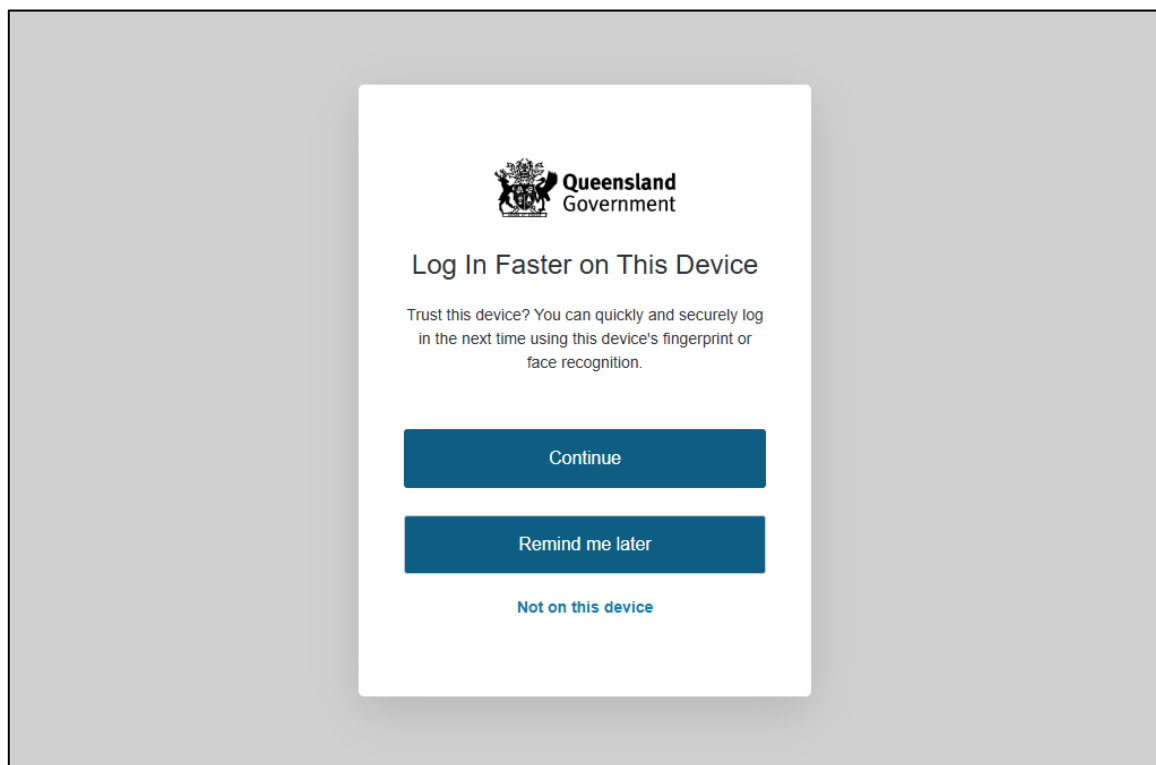 Queensland
Government
Log In Faster on This Device
Trust this device? You can quickly and securely log
in the next time using this device's fingerprint or
face recognition.
Continue
Remind me later
Not on this device